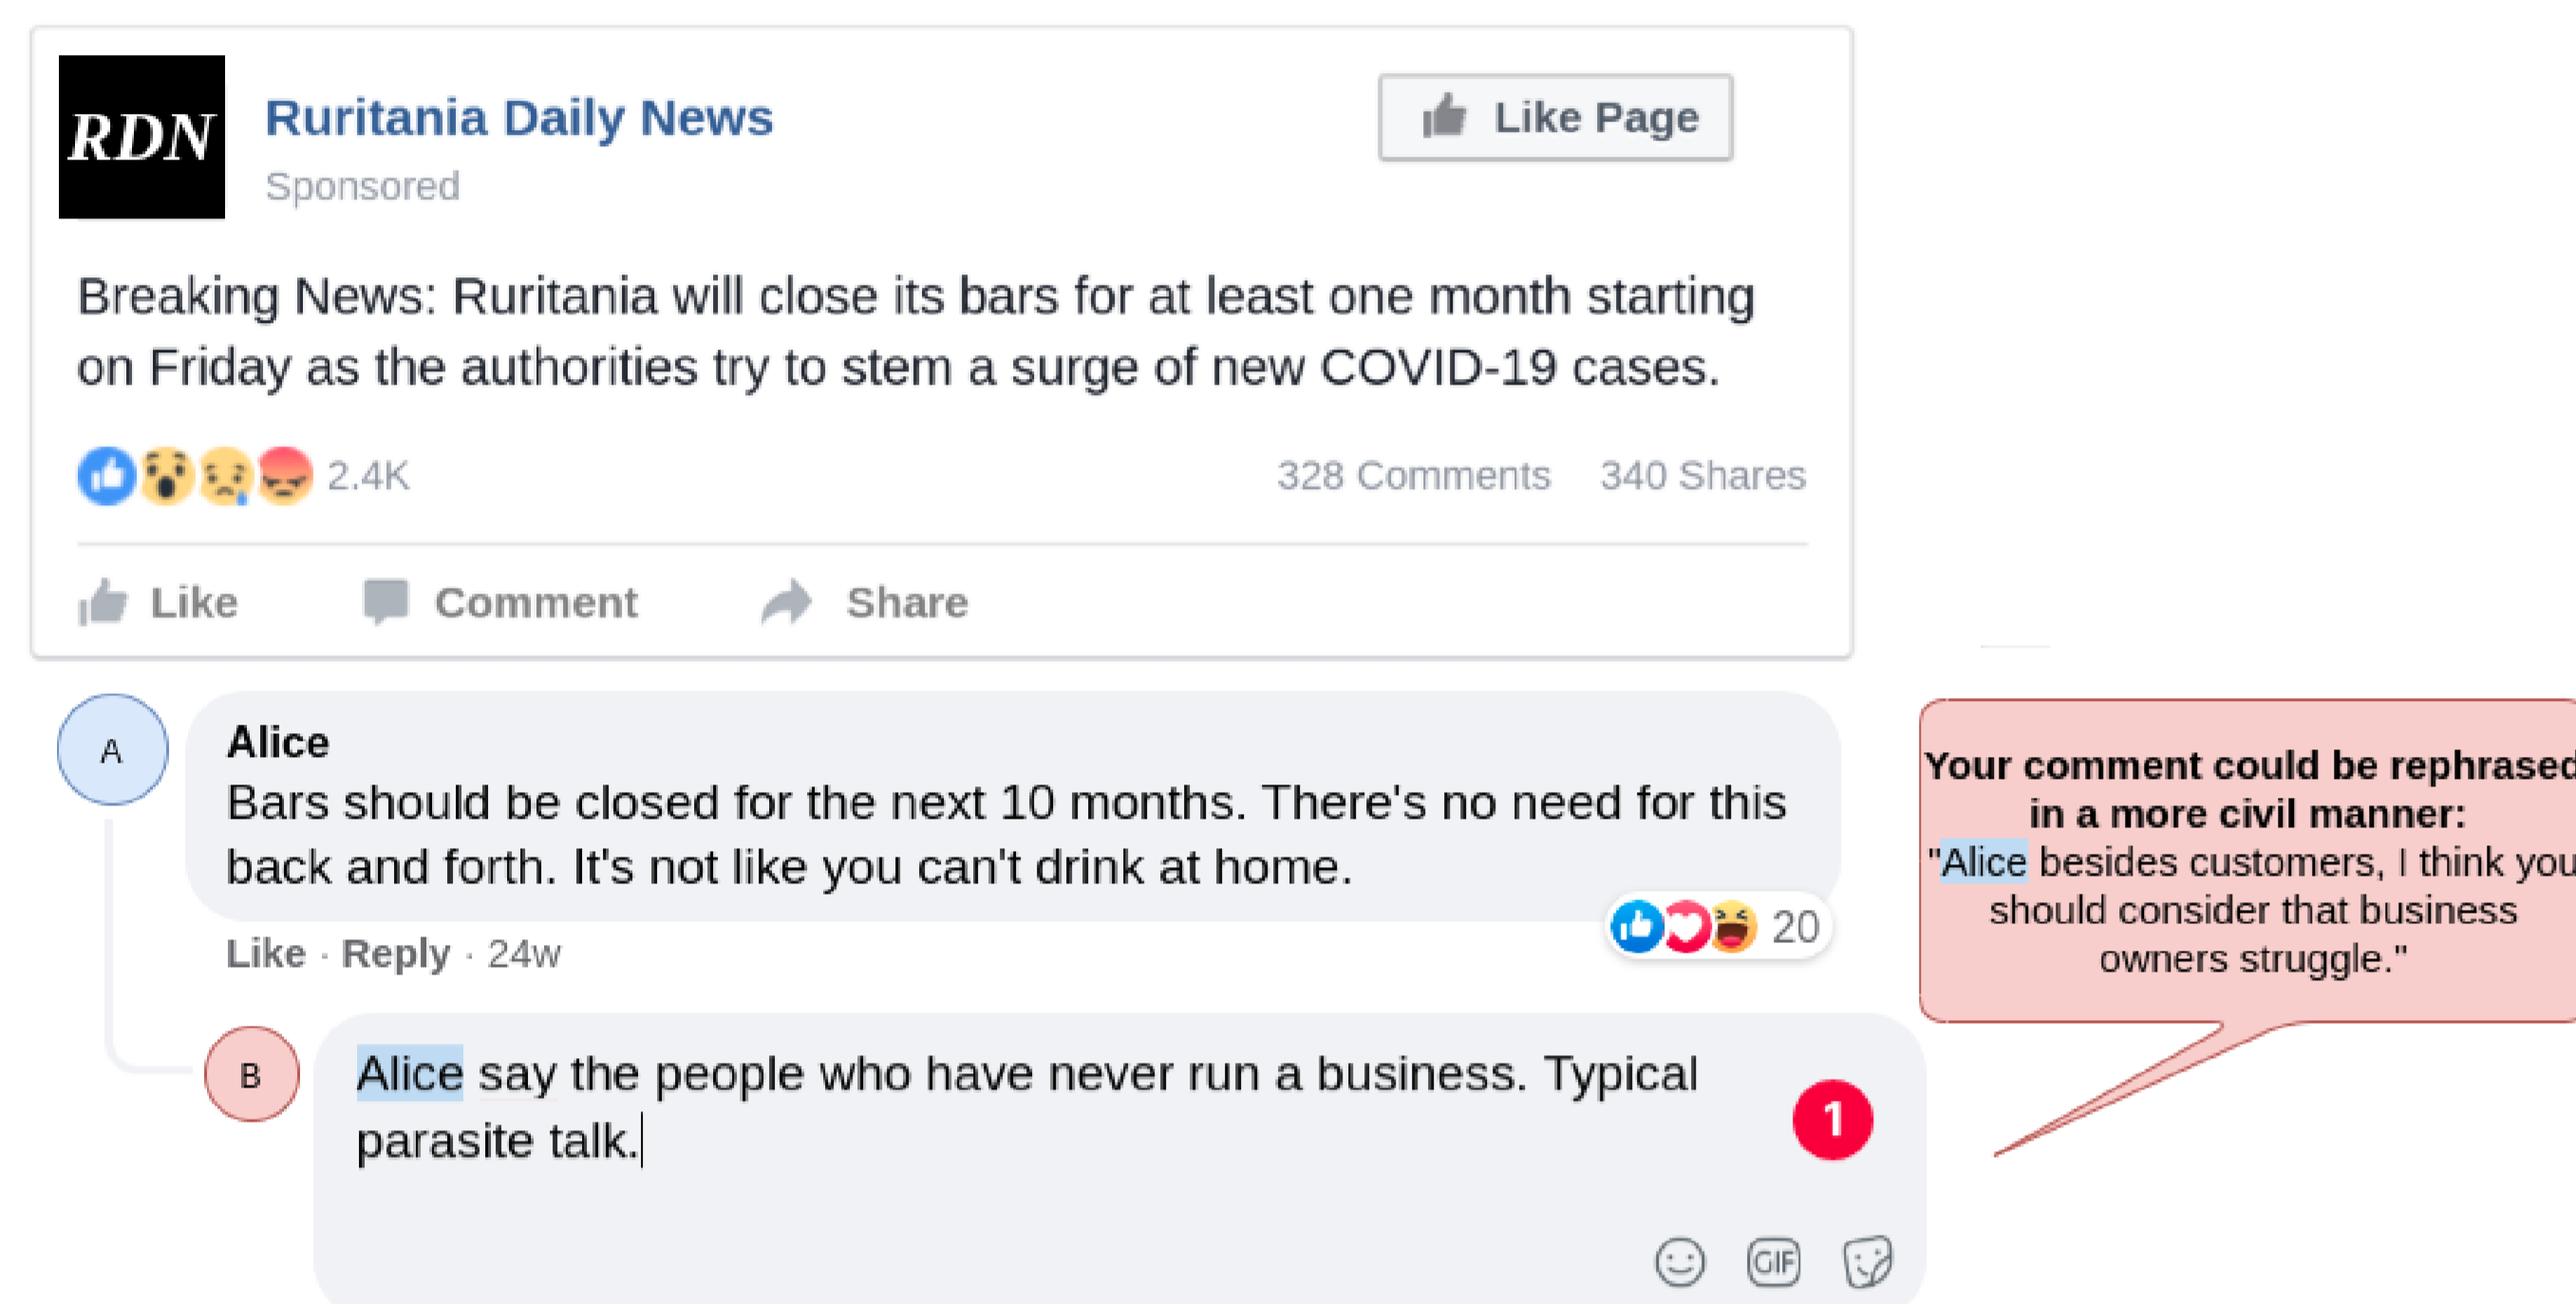 RDN
Ruritania Daily News
Sponsored
Like Page
Breaking News: Ruritania will close its bars for at least one month starting
on Friday as the authorities try to stem a surge of new COVID-19 cases.
2.4K
328 Comments 340 Shares
Like Comment Share
A
Alice
Bars should be closed for the next 10 months. There's no need for this
back and forth. It's not like you can't drink at home.
20
Like · Reply · 24w
Your comment could be rephrased
in a more civil manner:
"Alice besides customers, I think you
should consider that business
owners struggle."
B
Alice say the people who have never run a business. Typical
parasite talk.
1
GIF